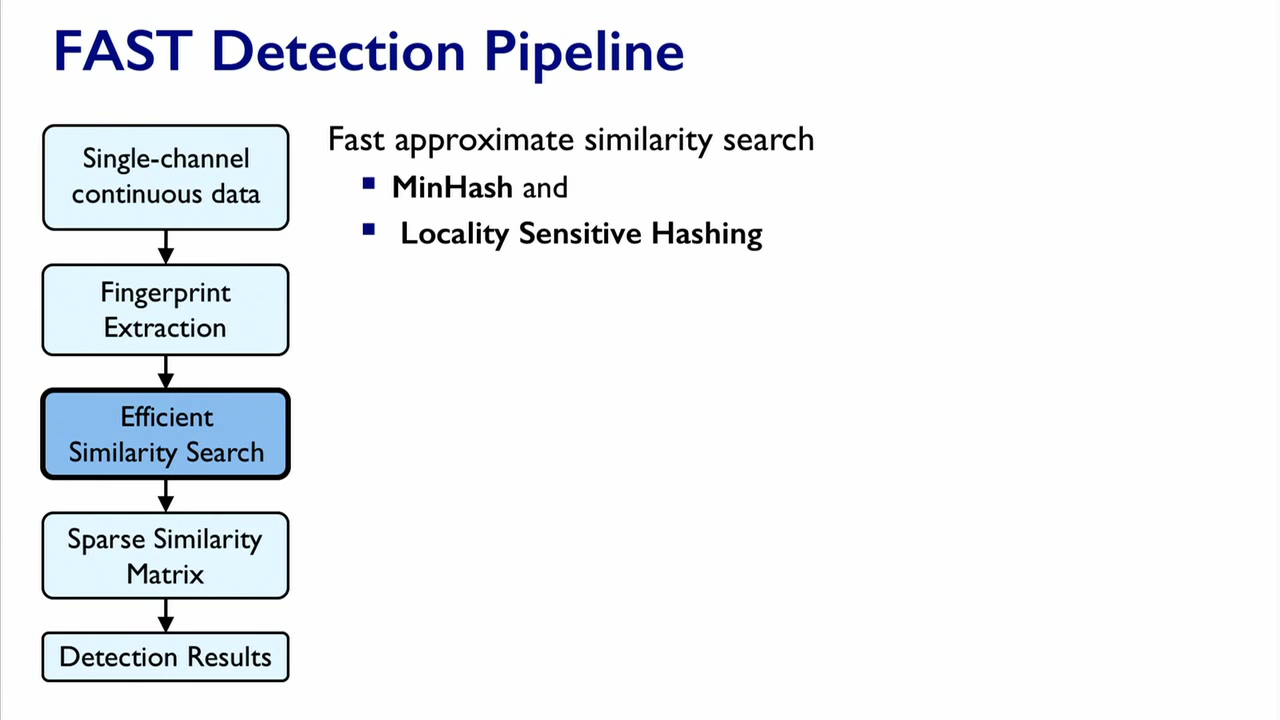 FAST Detection Pipeline
Single-channel
continuous data
Fingerprint
Extraction
Efficient
Similarity Search
Sparse Similarity
Matrix
Detection Results
Fast approximate similarity search
▪ MinHash and
▪ Locality Sensitive Hashing